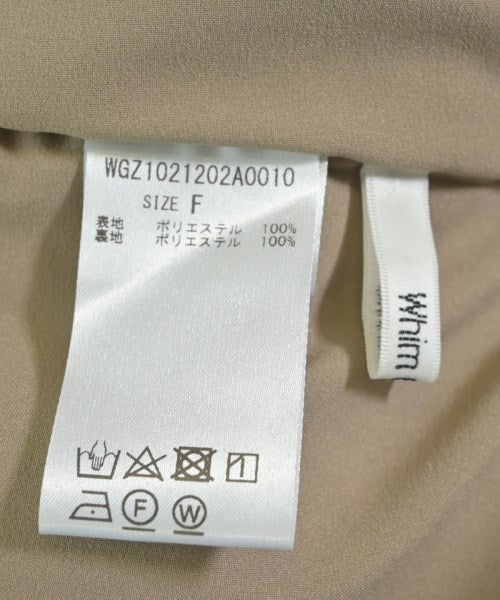 WGZ1021202A0010
SIZE F
表地 ポリエステル 100%
裏地 ポリエステル 100%
F W
Whim